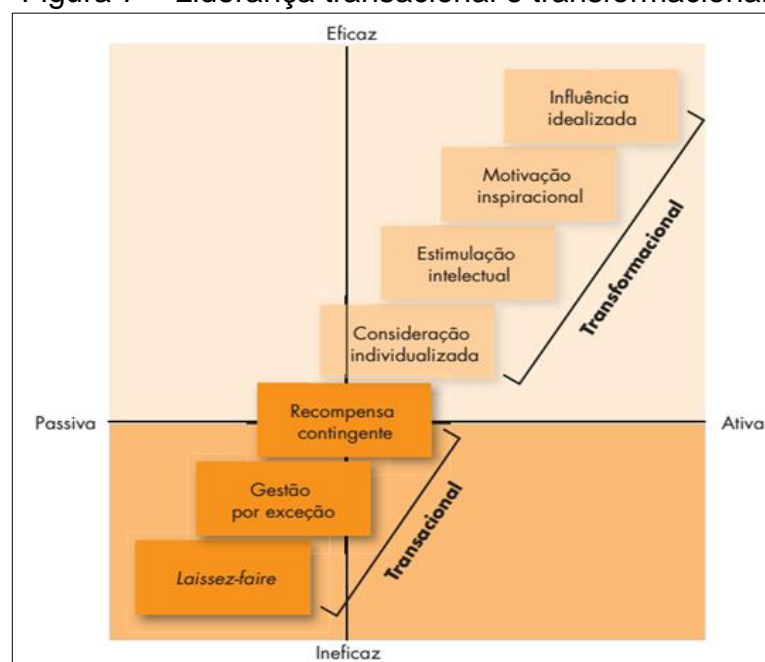 Figura 7 – Liderança transacional e transformacional
Eficaz
Influência
idealizada
Motivação
inspiracional
Estimulação
intelectual
Consideração
individualizada
Transformacional
Recompensa
contingente
Passiva
Ativa
Gestão
por exceção
Transacional
Laissez-faire
Ineficaz